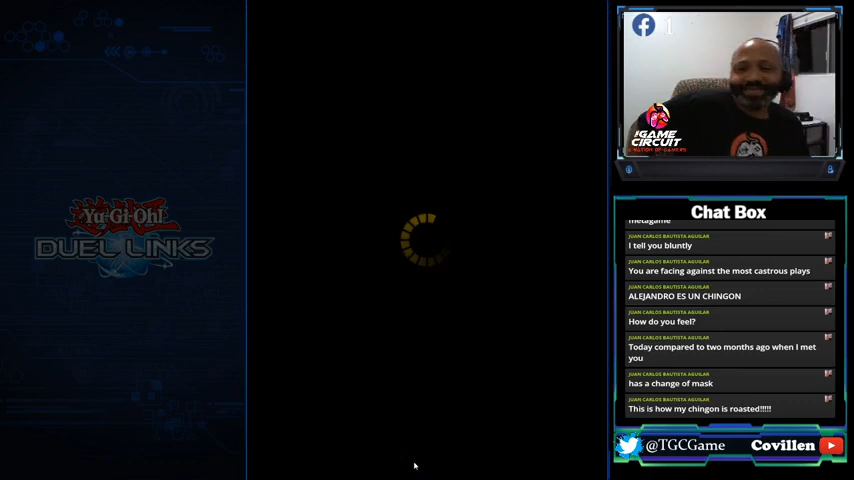 Yu-Gi-Oh!
DUEL LINKS
1
THE GAME
CIRCUIT
A NATION OF GAMERS
Chat Box
metagame
JUAN CARLOS BAUTISTA AGUILAR
I tell you bluntly
JUAN CARLOS BAUTISTA AGUILAR
You are facing against the most castrous plays
JUAN CARLOS BAUTISTA AGUILAR
ALEJANDRO ES UN CHINGON
JUAN CARLOS BAUTISTA AGUILAR
How do you feel?
JUAN CARLOS BAUTISTA AGUILAR
Today compared to two months ago when I met
you
JUAN CARLOS BAUTISTA AGUILAR
has a change of mask
JUAN CARLOS BAUTISTA AGUILAR
This is how my chingon is roasted!!!!!
@TGCGame
Covillen